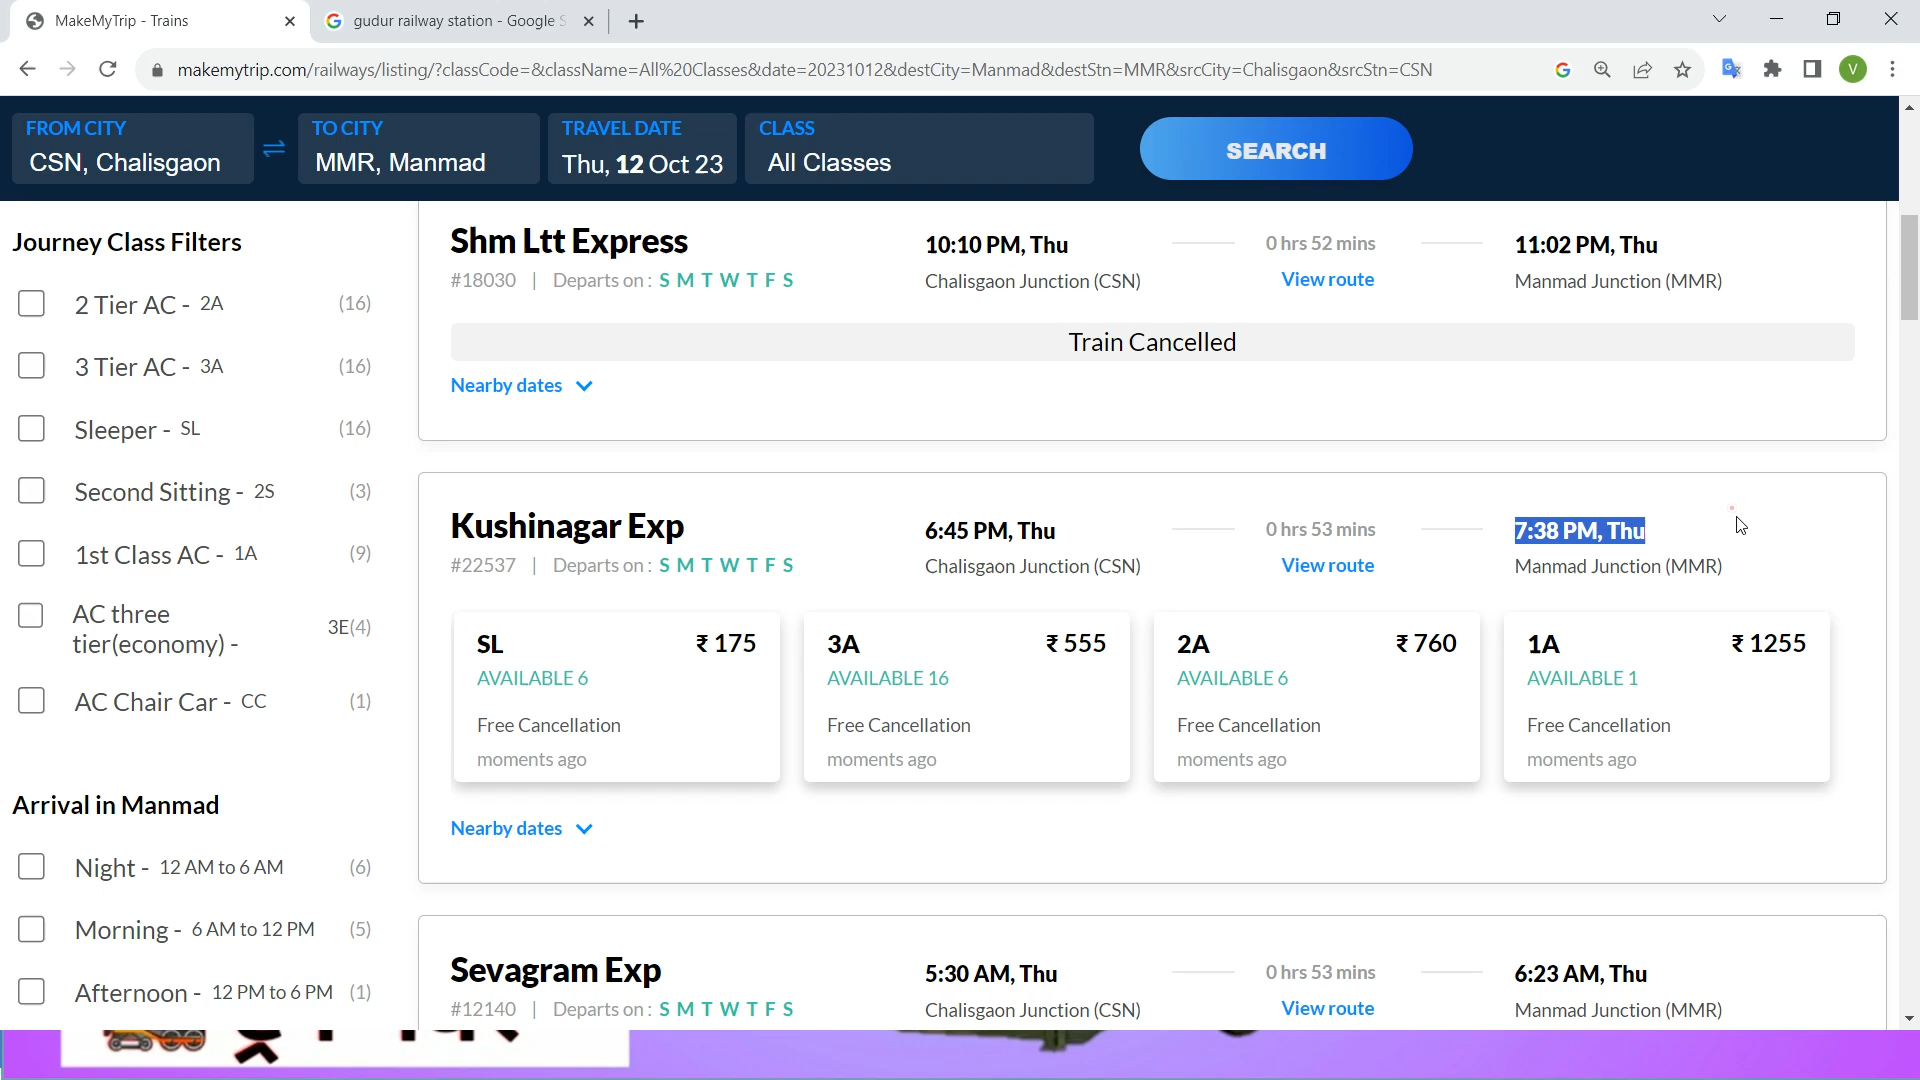 MakeMyTrip - Trains
gudur railway station - Google S
makemytrip.com/railways/listing/?classCode=&className=All%20Classes&date=20231012&destCity=Manmad&destStn=MMR&srcCity=Chalisgaon&srcStn=CSN
V
FROM CITY
CSN, Chalisgaon
TO CITY
MMR, Manmad
TRAVEL DATE
Thu, 12 Oct 23
CLASS
All Classes
SEARCH
Journey Class Filters
2 Tier AC - 2A (16)
3 Tier AC - 3A (16)
Sleeper - SL (16)
Second Sitting - 2S (3)
1st Class AC - 1A (9)
AC three
tier(economy) - 3E(4)
AC Chair Car - CC (1)
Arrival in Manmad
Night - 12 AM to 6 AM (6)
Morning - 6 AM to 12 PM (5)
Afternoon - 12 PM to 6 PM (1)
Shm Ltt Express 10:10 PM, Thu 0 hrs 52 mins 11:02 PM, Thu
#18030 | Departs on : S M T W T F S Chalisgaon Junction (CSN) View route Manmad Junction (MMR)
Train Cancelled
Nearby dates
Kushinagar Exp 6:45 PM, Thu 0 hrs 53 mins 7:38 PM, Thu
#22537 | Departs on : S M T W T F S Chalisgaon Junction (CSN) View route Manmad Junction (MMR)
SL ₹ 175
AVAILABLE 6
Free Cancellation
moments ago
3A ₹ 555
AVAILABLE 16
Free Cancellation
moments ago
2A ₹ 760
AVAILABLE 6
Free Cancellation
moments ago
1A ₹ 1255
AVAILABLE 1
Free Cancellation
moments ago
Nearby dates
Sevagram Exp 5:30 AM, Thu 0 hrs 53 mins 6:23 AM, Thu
#12140 | Departs on : S M T W T F S Chalisgaon Junction (CSN) View route Manmad Junction (MMR)